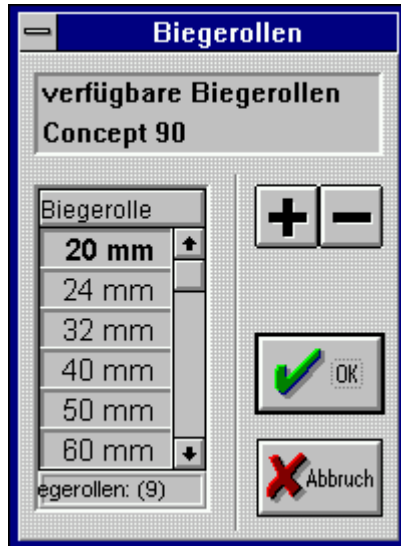 Biegerollen
verfügbare Biegerollen
Concept 90
Biegerolle
20 mm
24 mm
32 mm
40 mm
50 mm
60 mm
egerollen: (9)
OK
Abbruch